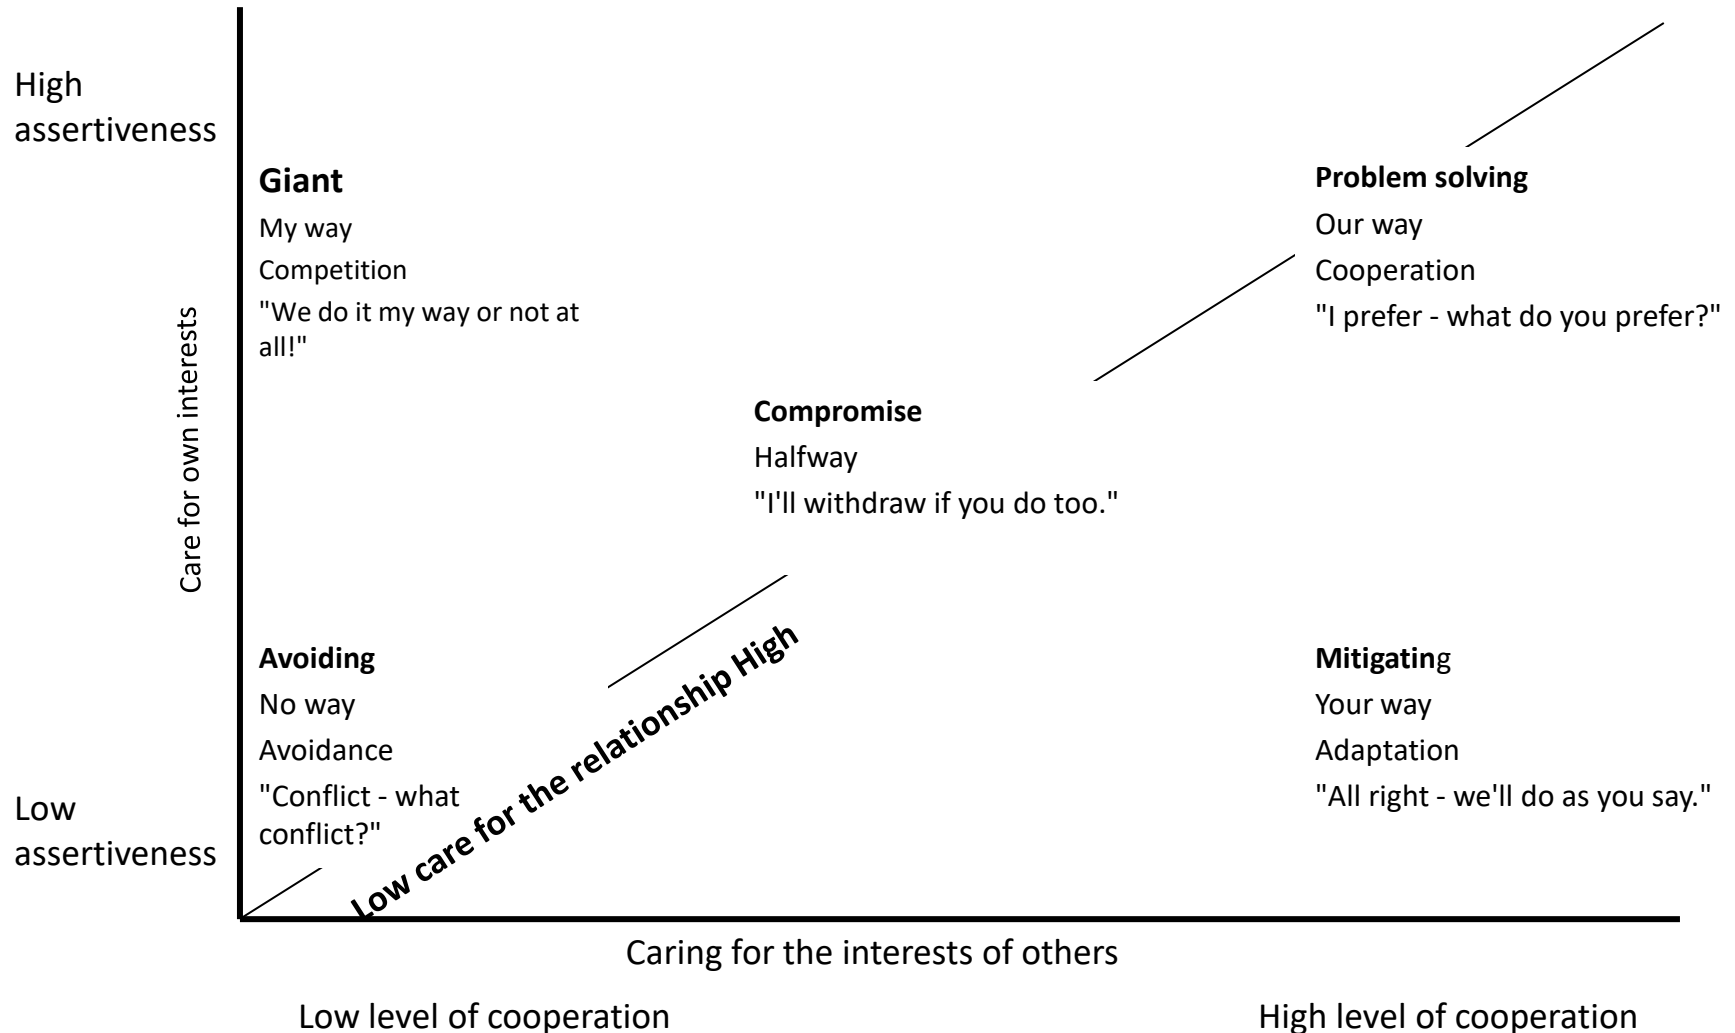 High
assertiveness
Giant
My way
Competition
"We do it my way or not at
all!"
Problem solving
Our way
Cooperation
"I prefer - what do you prefer?"
Care for own interests
Compromise
Halfway
"I'll withdraw if you do too."
Avoiding
No way
Avoidance
"Conflict - what
conflict?"
Low care for the relationship High
Mitigating
Your way
Adaptation
"All right - we'll do as you say."
Low
assertiveness
Caring for the interests of others
Low level of cooperation
High level of cooperation